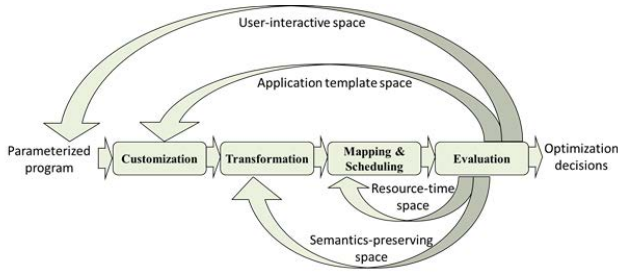 User-interactive space
Application template space
Parameterized
program
Customization
Transformation
Mapping &
Scheduling
Evaluation
Optimization
decisions
Resource-time
space
Semantics-preserving
space